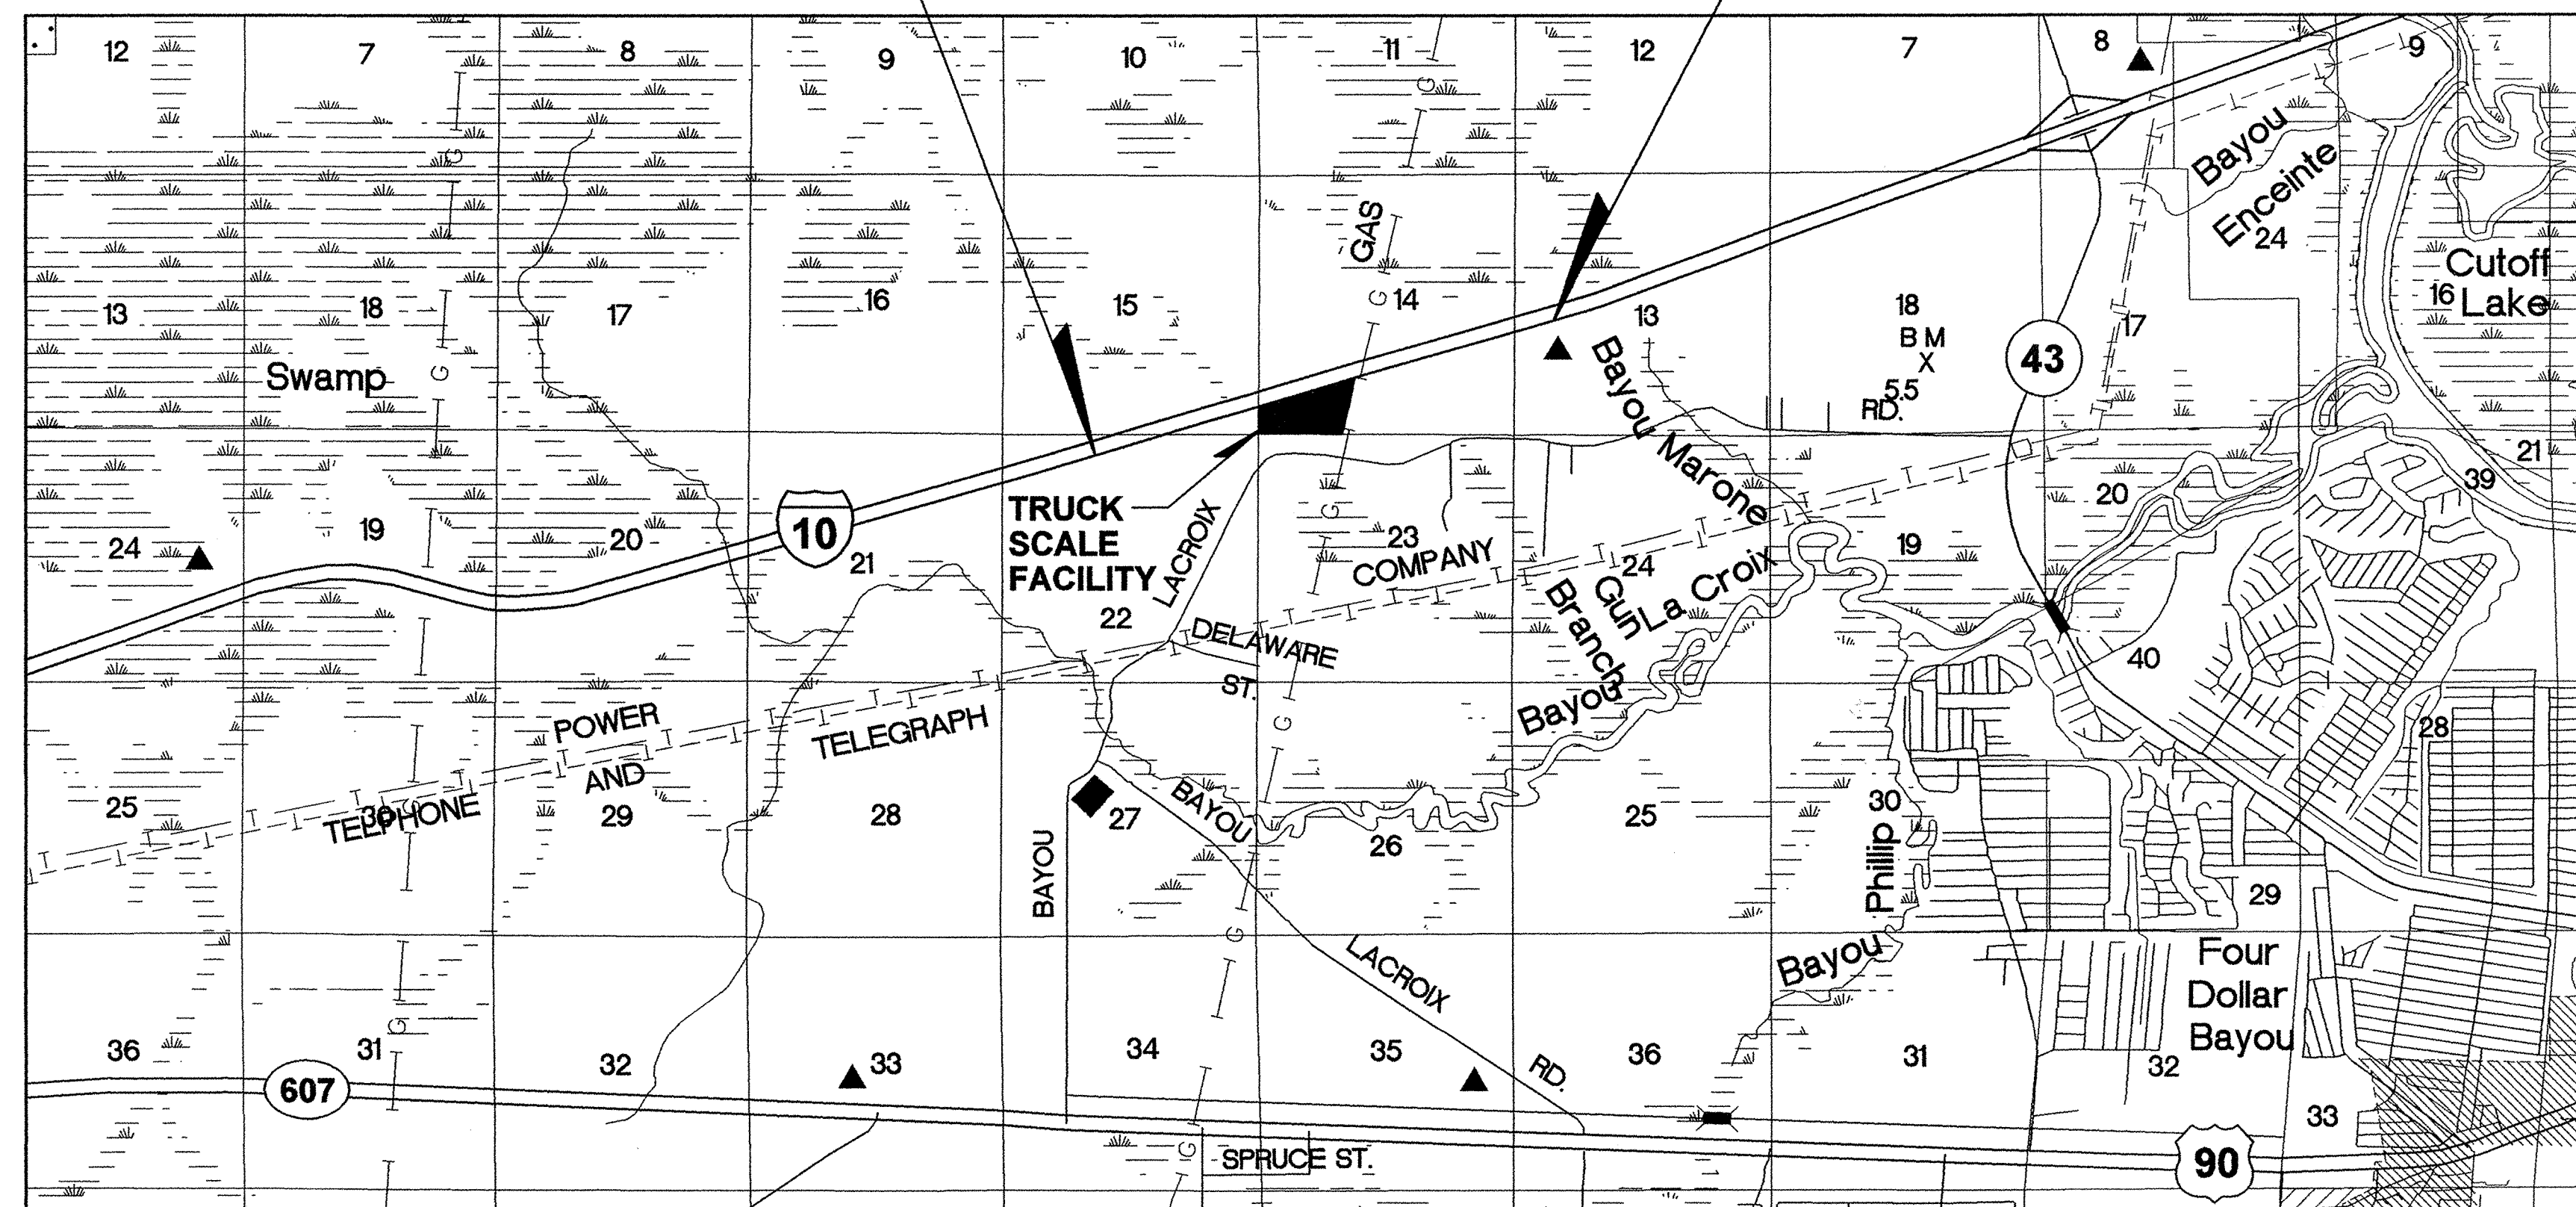 12 7 8 9 10 11 12 7 8 9
G
G
Bayou
Enceinte
24
GAS
Cutoff
16 Lake
13 18 17 16 15 G 14 13 18 17
B M
X
5.5
RD.
43
Swamp
G
Bayou Marone
21
39
20
TRUCK
SCALE
FACILITY
LACROIX
G
10
24 19 20 21 22 23 24 19
COMPANY
Gun
Branch
Bayou La Croix
40
DELAWARE
ST.
G
28
POWER
TELEGRAPH
AND
TELPHONE
25 30 29 28 27 26 25 30
G
BAYOU
BAYOU
Phillip
Bayou
29
G
LACROIX
Four
Dollar
Bayou
G
36 31 32 33 34 35 36 31 32
RD.
33
607
G
SPRUCE ST.
90